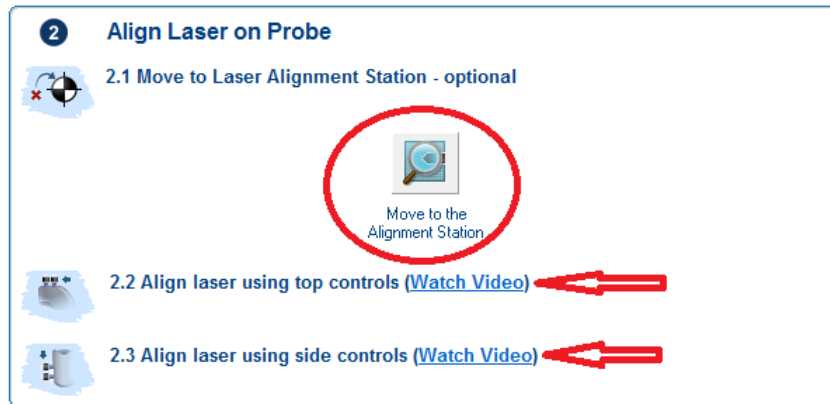 2 Align Laser on Probe
2.1 Move to Laser Alignment Station - optional
Move to the
Alignment Station
2.2 Align laser using top controls (Watch Video)
2.3 Align laser using side controls (Watch Video)